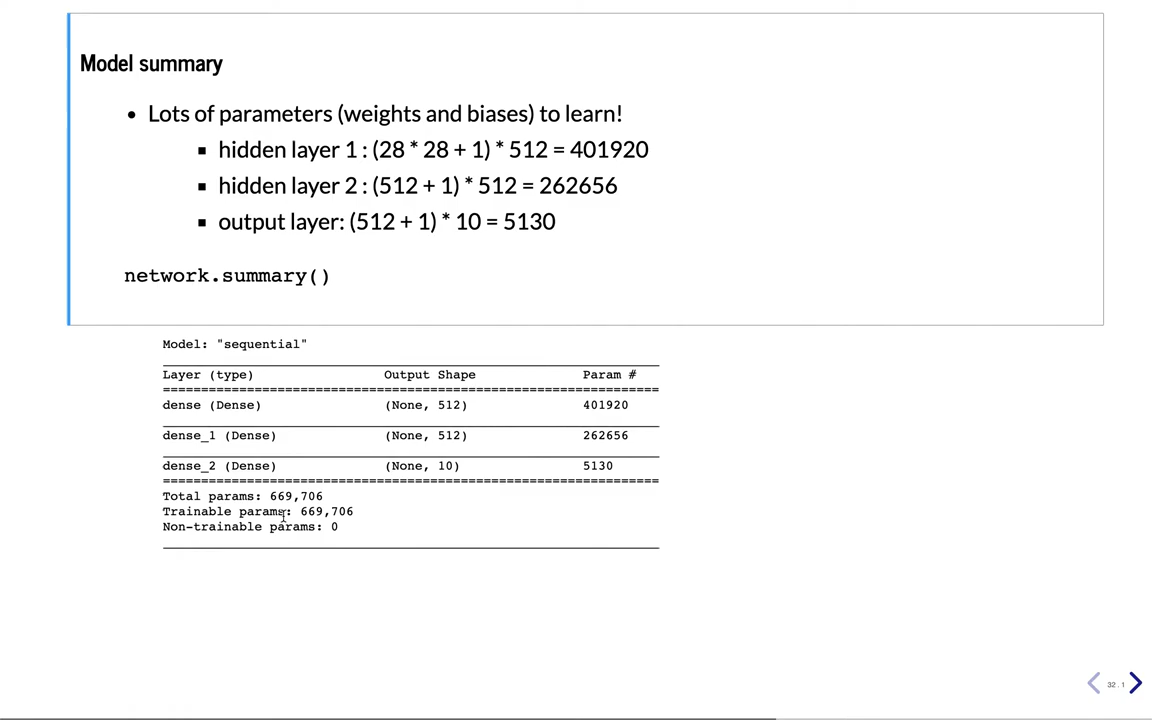 Model summary
• Lots of parameters (weights and biases) to learn!
▪ hidden layer 1 : (28 * 28 + 1) * 512 = 401920
▪ hidden layer 2 : (512 + 1) * 512 = 262656
▪ output layer: (512 + 1) * 10 = 5130
network.summary()
Model: "sequential"
Layer (type) Output Shape Param #
dense (Dense) (None, 512) 401920
dense_1 (Dense) (None, 512) 262656
dense_2 (Dense) (None, 10) 5130
Total params: 669,706
Trainable params: 669,706
Non-trainable params: 0
32 . 1